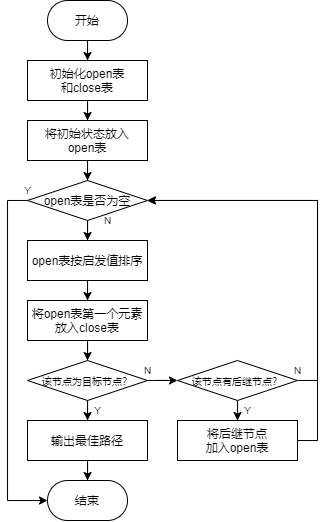 开始
初始化open表
和close表
将初始状态放入
open表
Y
open表是否为空
N
open表按启发值排序
将open表第一个元素
放入close表
该节点为目标节点?
N
该节点有后继节点?
N
Y
Y
输出最佳路径
将后继节点
加入open表
结束